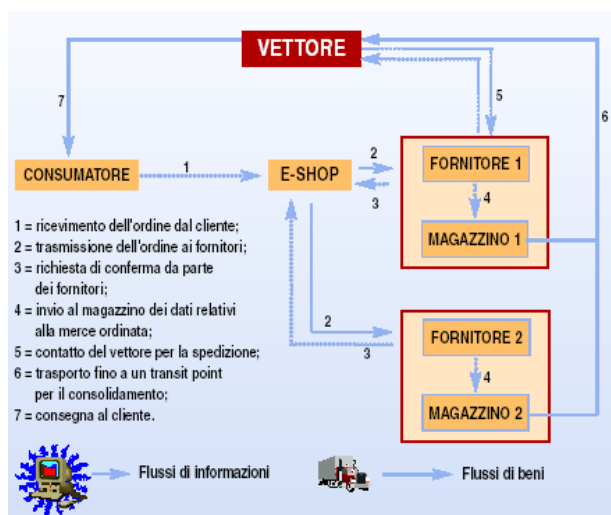 VETTORE
7
5
6
CONSUMATORE
1
E-SHOP
2
3
FORNITORE 1
4
MAGAZZINO 1
1 = ricevimento dell'ordine dal cliente;
2 = trasmissione dell'ordine ai fornitori;
3 = richiesta di conferma da parte
dei fornitori;
4 = invio al magazzino dei dati relativi
alla merce ordinata;
5 = contatto del vettore per la spedizione;
6 = trasporto fino a un transit point
per il consolidamento;
7 = consegna al cliente.
2
3
FORNITORE 2
4
MAGAZZINO 2
Flussi di informazioni
Flussi di beni